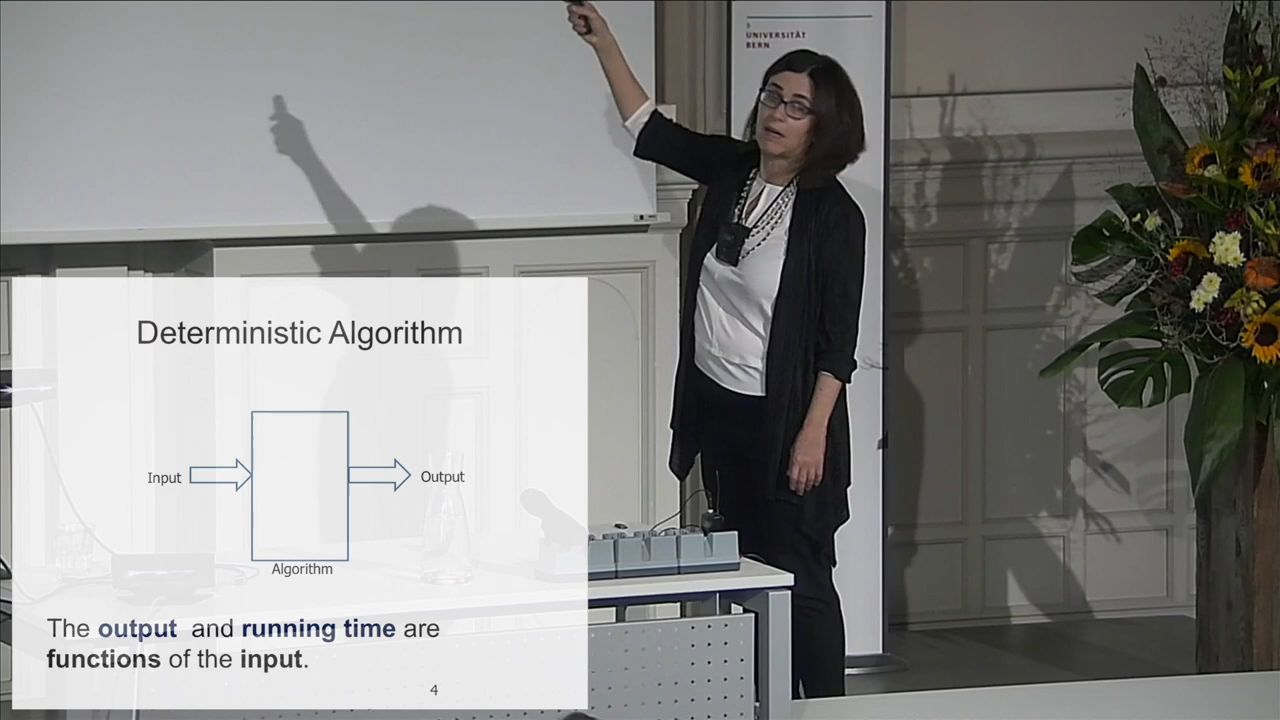 UNIVERSITÄT
BERN
Deterministic Algorithm
Input
Output
Algorithm
The output and running time are
functions of the input.
4